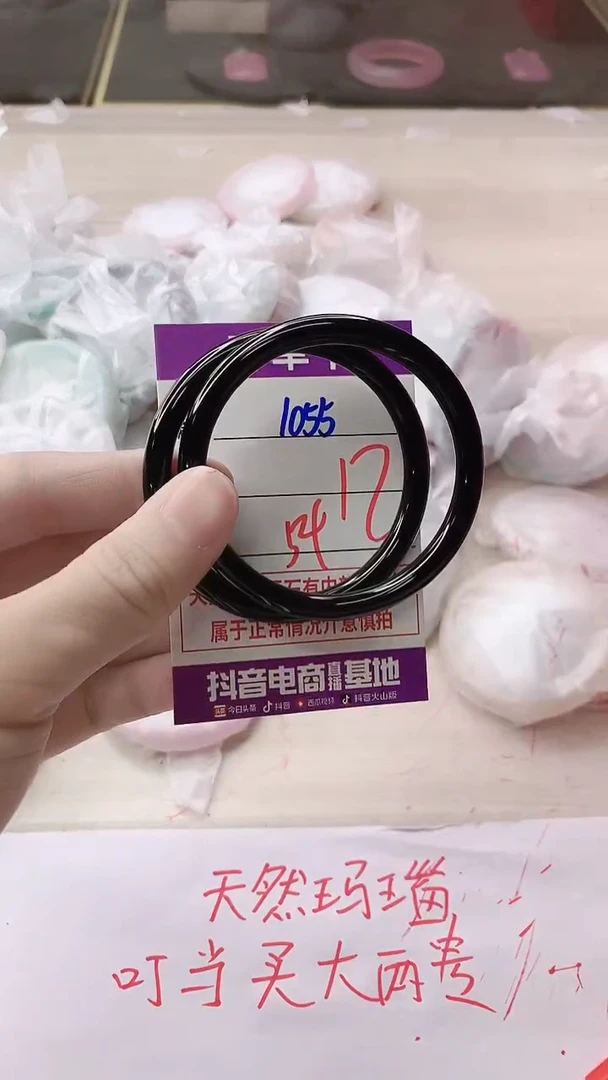 1055
17
54
属于正常情况介意慎拍
抖音电商直播基地
今日头条 抖音 西瓜视频 抖音火山版
天然玛瑙
叮当买大两贵